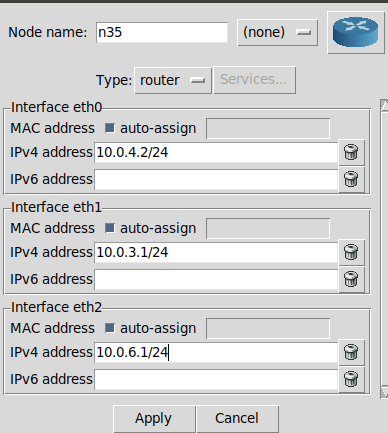 Node name: n35 (none)
Type: router Services...
Interface eth0
MAC address auto-assign
IPv4 address 10.0.4.2/24
IPv6 address
Interface eth1
MAC address auto-assign
IPv4 address 10.0.3.1/24
IPv6 address
Interface eth2
MAC address auto-assign
IPv4 address 10.0.6.1/24
IPv6 address
Apply Cancel